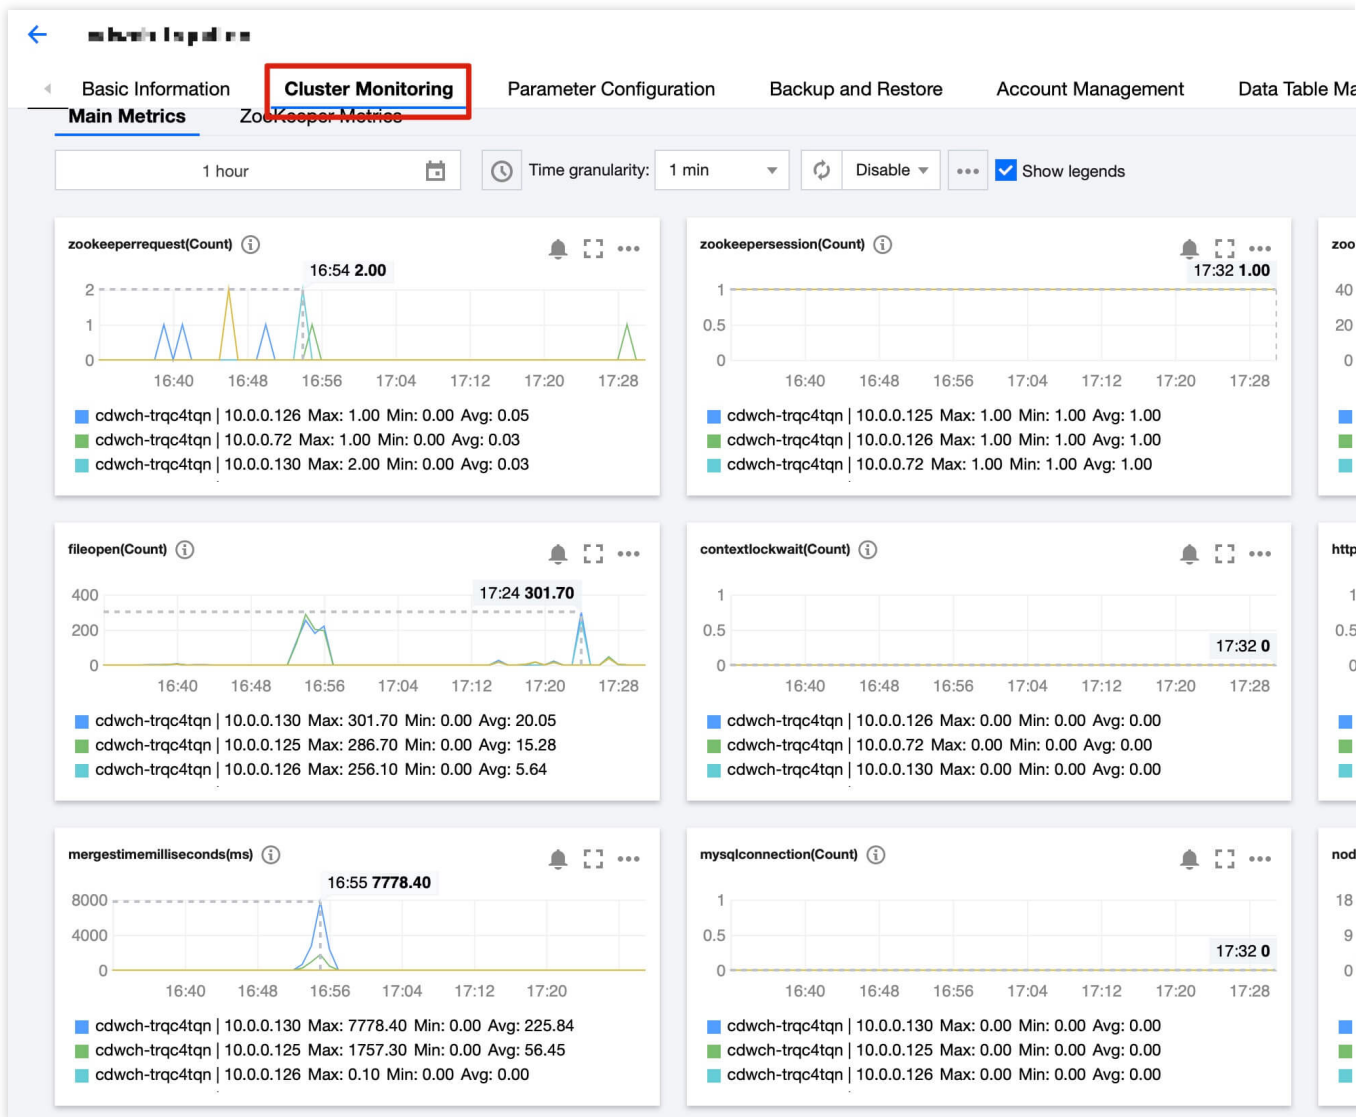 Basic Information Cluster Monitoring Parameter Configuration Backup and Restore Account Management Data Table Ma
Main Metrics ZooKeeper Metrics
1 hour Time granularity: 1 min Disable Show legends
zookeeperrequest(Count)
16:54 2.00
2
1
0
16:40 16:48 16:56 17:04 17:12 17:20 17:28
cdwch-trqc4tqn | 10.0.0.126 Max: 1.00 Min: 0.00 Avg: 0.05
cdwch-trqc4tqn | 10.0.0.72 Max: 1.00 Min: 0.00 Avg: 0.03
cdwch-trqc4tqn | 10.0.0.130 Max: 2.00 Min: 0.00 Avg: 0.03
zookeepersession(Count)
17:32 1.00
1
0.5
0
16:40 16:48 16:56 17:04 17:12 17:20 17:28
cdwch-trqc4tqn | 10.0.0.125 Max: 1.00 Min: 1.00 Avg: 1.00
cdwch-trqc4tqn | 10.0.0.126 Max: 1.00 Min: 1.00 Avg: 1.00
cdwch-trqc4tqn | 10.0.0.72 Max: 1.00 Min: 1.00 Avg: 1.00
zoo
40
20
0
fileopen(Count)
17:24 301.70
400
200
0
16:40 16:48 16:56 17:04 17:12 17:20 17:28
cdwch-trqc4tqn | 10.0.0.130 Max: 301.70 Min: 0.00 Avg: 20.05
cdwch-trqc4tqn | 10.0.0.125 Max: 286.70 Min: 0.00 Avg: 15.28
cdwch-trqc4tqn | 10.0.0.126 Max: 256.10 Min: 0.00 Avg: 5.64
contextlockwait(Count)
1
0.5
17:32 0
0
16:40 16:48 16:56 17:04 17:12 17:20 17:28
cdwch-trqc4tqn | 10.0.0.126 Max: 0.00 Min: 0.00 Avg: 0.00
cdwch-trqc4tqn | 10.0.0.72 Max: 0.00 Min: 0.00 Avg: 0.00
cdwch-trqc4tqn | 10.0.0.130 Max: 0.00 Min: 0.00 Avg: 0.00
http
1
0.5
0
mergestimemilliseconds(ms)
16:55 7778.40
8000
4000
0
16:40 16:48 16:56 17:04 17:12 17:20
cdwch-trqc4tqn | 10.0.0.130 Max: 7778.40 Min: 0.00 Avg: 225.84
cdwch-trqc4tqn | 10.0.0.125 Max: 1757.30 Min: 0.00 Avg: 56.45
cdwch-trqc4tqn | 10.0.0.126 Max: 0.10 Min: 0.00 Avg: 0.00
mysqlconnection(Count)
1
0.5
17:32 0
0
16:40 16:48 16:56 17:04 17:12 17:20 17:28
cdwch-trqc4tqn | 10.0.0.130 Max: 0.00 Min: 0.00 Avg: 0.00
cdwch-trqc4tqn | 10.0.0.125 Max: 0.00 Min: 0.00 Avg: 0.00
cdwch-trqc4tqn | 10.0.0.126 Max: 0.00 Min: 0.00 Avg: 0.00
nod
18
9
0